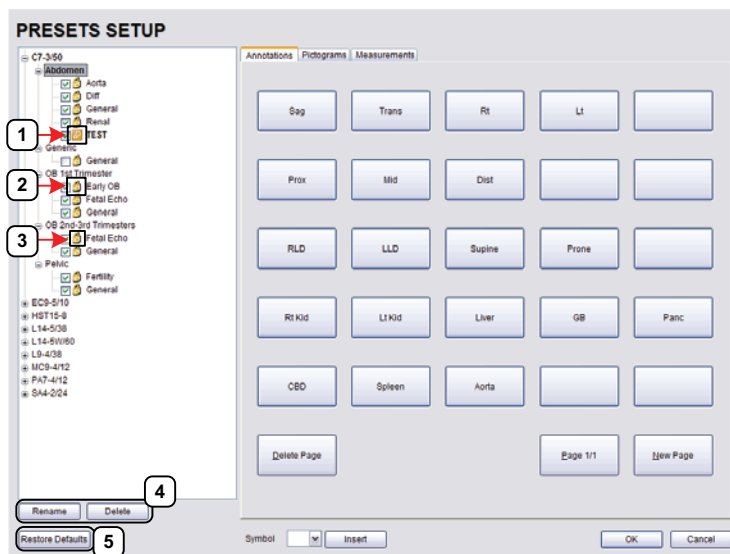 PRESETS SETUP
C7-3/50
Abdomen
Aorta
Diff
General
Renal
TEST
Generic
General
OB 1st Trimester
Early OB
Fetal Echo
General
OB 2nd-3rd Trimesters
Fetal Echo
General
Pelvic
Fertility
General
EC9-5/10
HST15-8
L14-5/38
L14-5W/60
L9-4/38
MC9-4/12
PA7-4/12
SA4-2/24
1
2
3
4
5
Rename Delete
Restore Defaults
Annotations Pictograms Measurements
Sag Trans Rt Lt
Prox Mid Dist
RLD LLD Supine Prone
Rt Kid Lt Kid Liver GB Panc
CBD Spleen Aorta
Delete Page Page 1/1 New Page
Symbol Insert OK Cancel